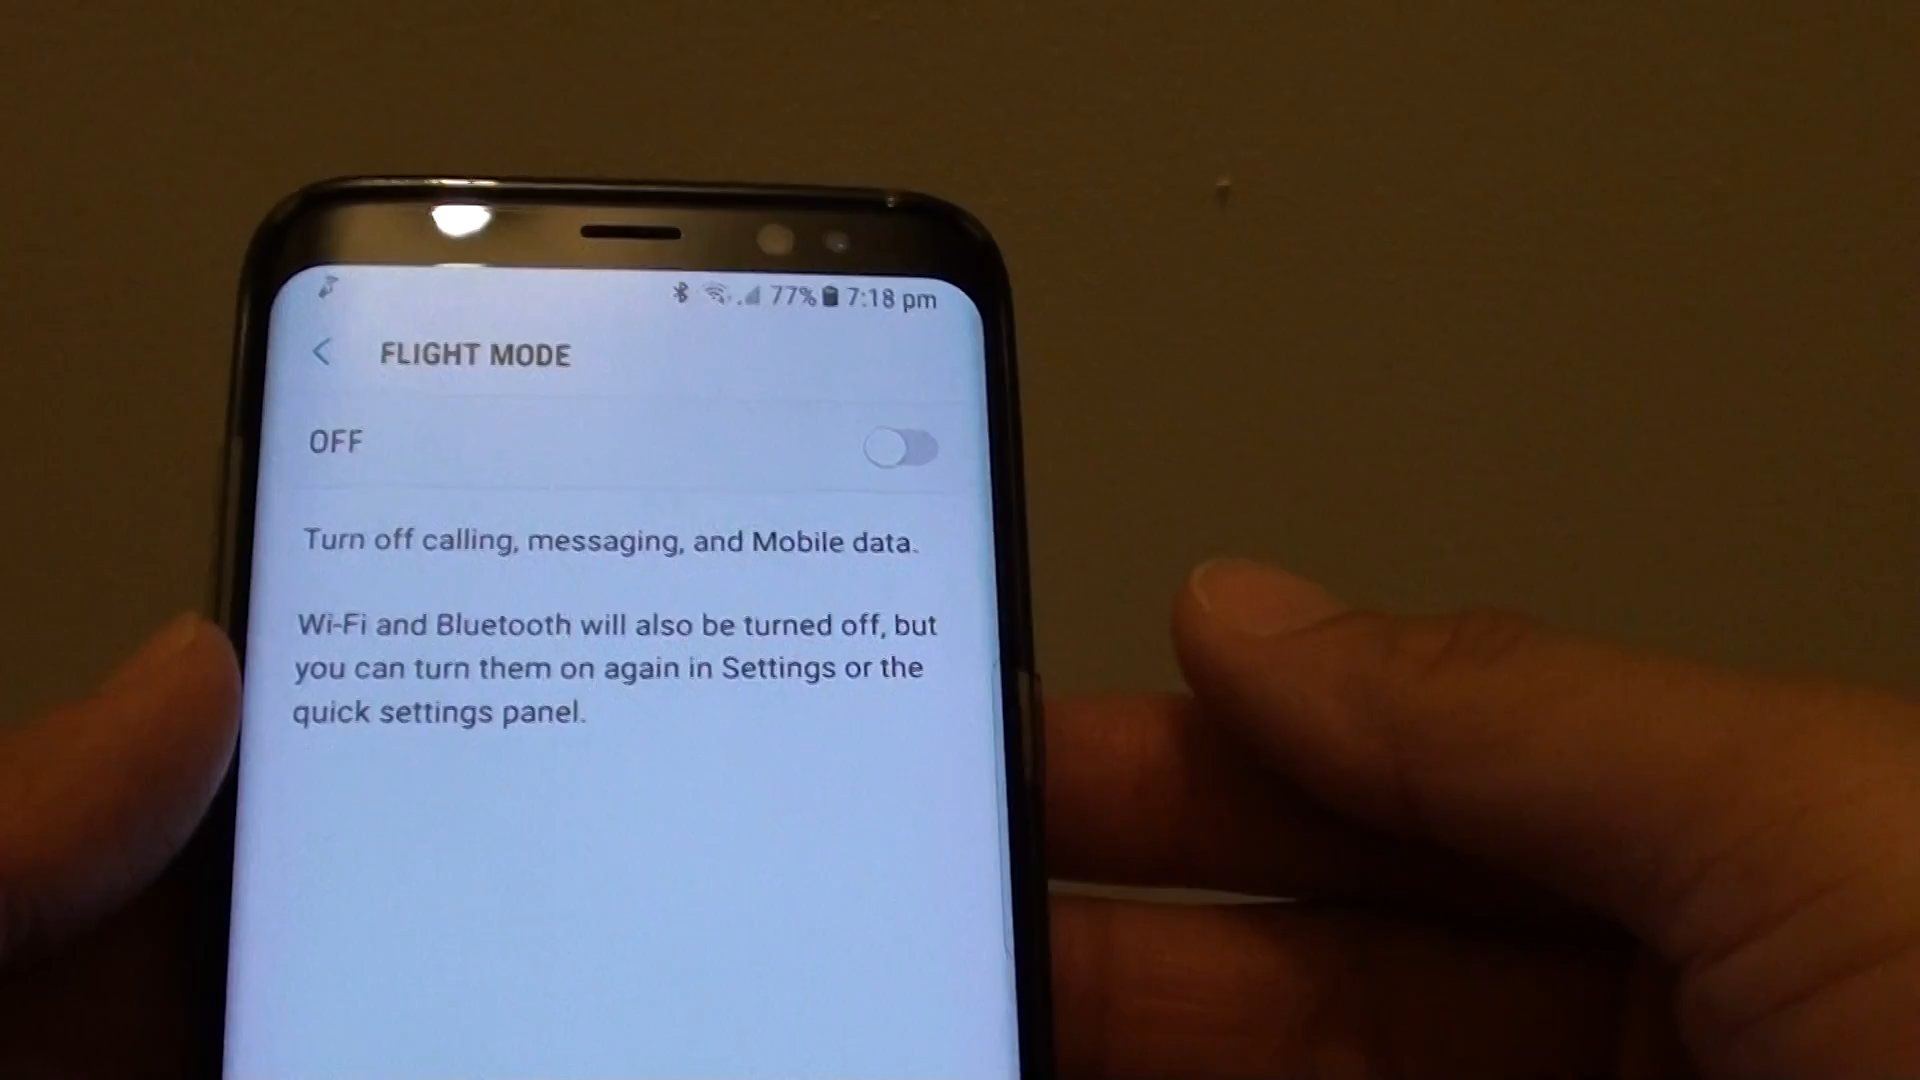 77% 7:18 pm
FLIGHT MODE
OFF
Turn off calling, messaging, and Mobile data.
Wi-Fi and Bluetooth will also be turned off, but
you can turn them on again in Settings or the
quick settings panel.